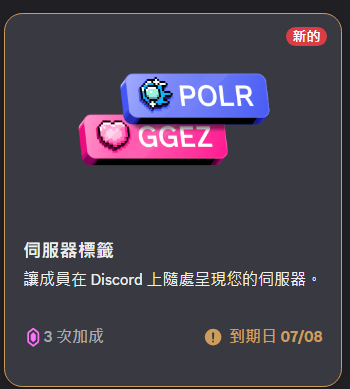 新的
POLR
GGEZ
伺服器標籤
讓成員在 Discord 上隨處呈現您的伺服器。
3 次加成
到期日 07/08